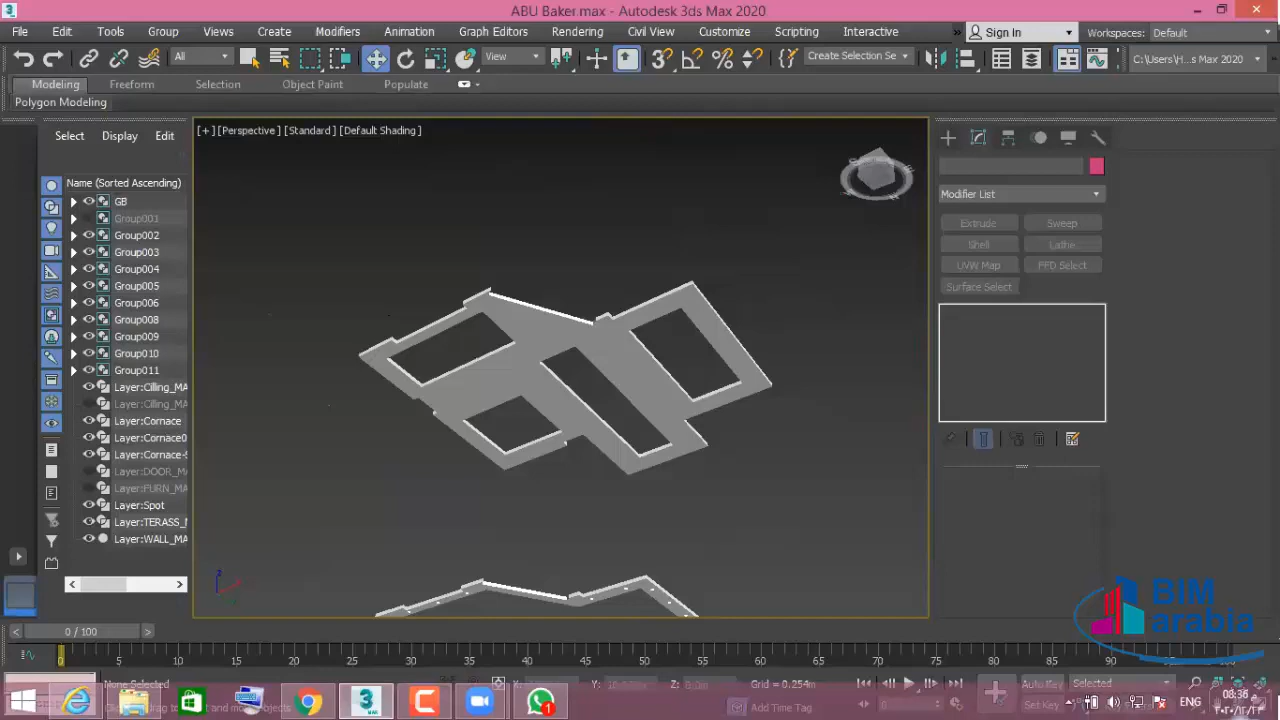 ABU Baker.max - Autodesk 3ds Max 2020
File Edit Tools Group Views Create Modifiers Animation Graph Editors Rendering Civil View Customize Scripting Interactive » Sign In Workspaces: Default
All View Create Selection Se C:\Users\H...s Max 2020
Modeling Freeform Selection Object Paint Populate
Polygon Modeling
Select Display Edit
[+] [Perspective] [Standard] [Default Shading]
Name (Sorted Ascending)
GB
Group001
Group002
Group003
Group004
Group005
Group006
Group008
Group009
Group010
Group011
Layer:Cilling_MA
Layer:Cilling_MA
Layer:Cornace
Layer:Cornace0
Layer:Cornace-S
Layer:DOOR_MA
Layer:FURN_MA
Layer:Spot
Layer:TERASS_M
Layer:WALL_MA
Modifier List
Extrude Sweep
Shell Lathe
UVW Map FFD Select
Surface Select
BIM
arabia
< 0 / 100 >
0 5 10 15 20 25 30 35 40 45 50 55 60 65 70 75 80 85 90 95 100
None Selected Y: Z: Grid = 0.254m Auto Key Selected
Add Time Tag Set Key
08:36